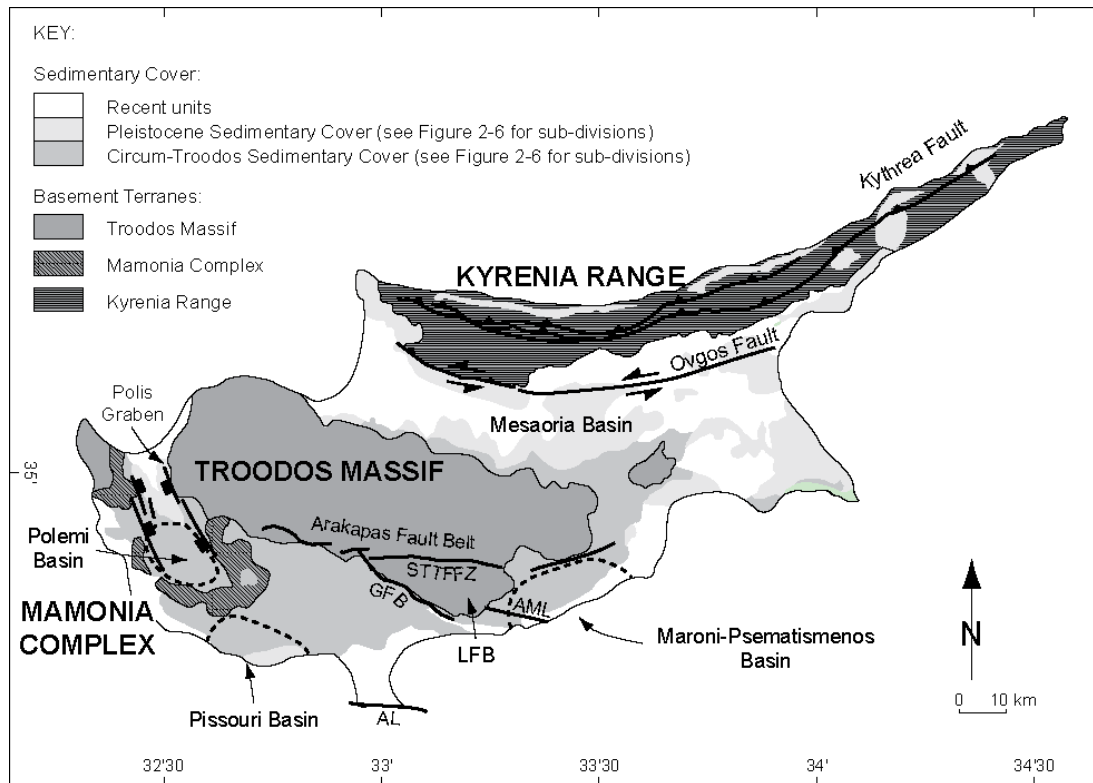 KEY:
Sedimentary Cover:
Recent units
Pleistocene Sedimentary Cover (see Figure 2-6 for sub-divisions)
Circum-Troodos Sedimentary Cover (see Figure 2-6 for sub-divisions)
Basement Terranes:
Troodos Massif
Mamonia Complex
Kyrenia Range
Kythrea Fault
KYRENIA RANGE
Ovgos Fault
Mesaoria Basin
Polis
Graben
TROODOS MASSIF
35'
Arakapas Fault Belt
STTFFZ
Polemi
Basin
GFB
AML
MAMONIA
COMPLEX
LFB
Maroni-Psematismenos
Basin
N
0 10 km
Pissouri Basin
AL
32'30
33'
33'30
34'
34'30